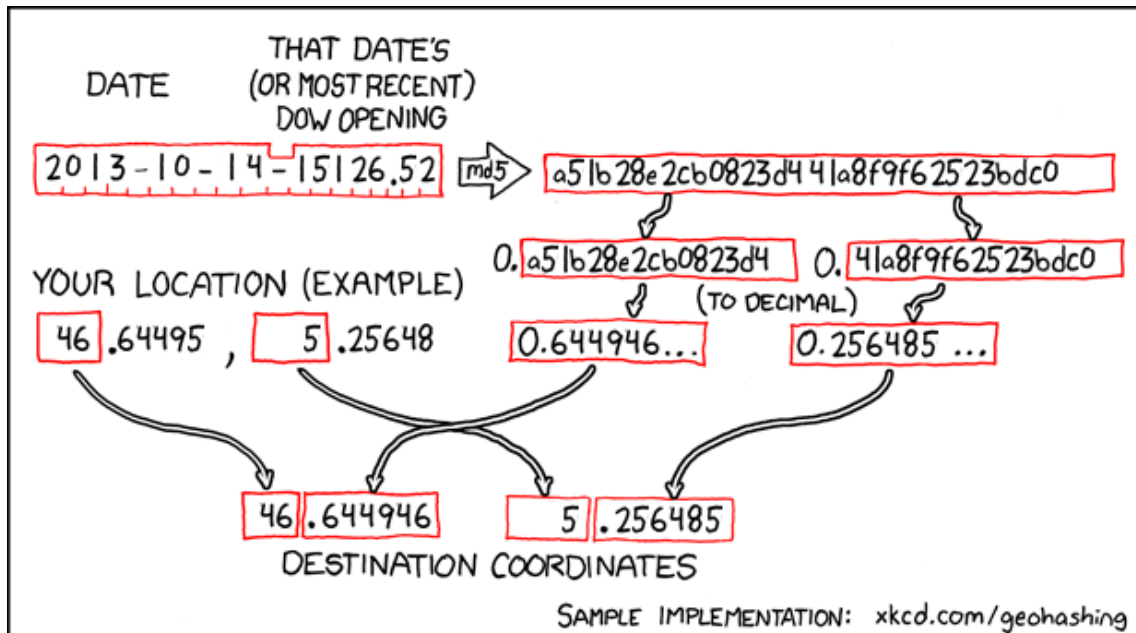 DATE
THAT DATE'S
(OR MOST RECENT)
DOW OPENING
2013-10-14-15126.52
md5
a51b28e2cb0823d441a8f9f62523bdc0
0.a51b28e2cb0823d4
0.41a8f9f62523bdc0
YOUR LOCATION (EXAMPLE)
(TO DECIMAL)
46.64495, 5.25648
0.644946...
0.256485 ...
46.644946
5.256485
DESTINATION COORDINATES
SAMPLE IMPLEMENTATION: xkcd.com/geohashing